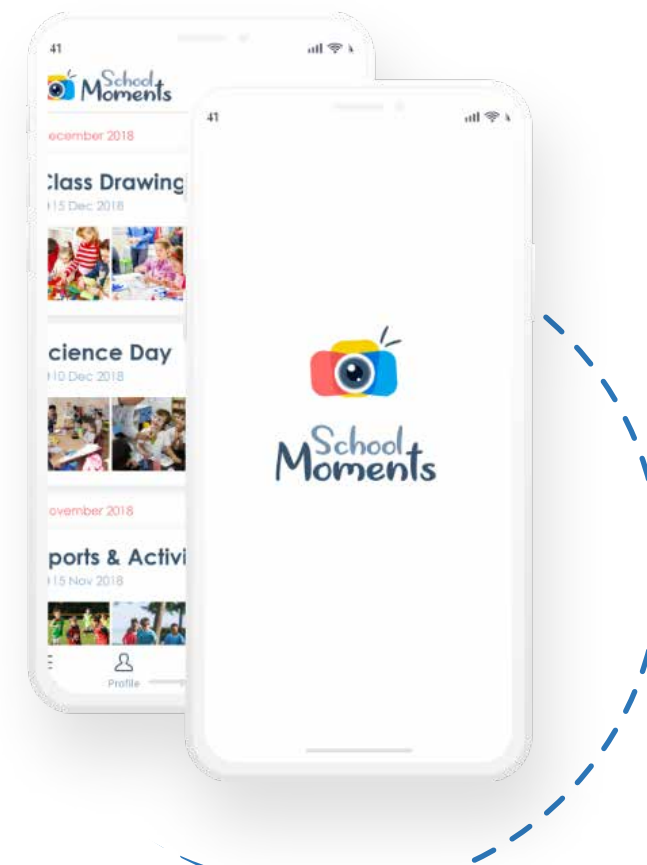 41
School
Moments
ecember 2018
Class Drawing
15 Dec 2018
cience Day
10 Dec 2018
ovember 2018
ports & Activi
15 Nov 2018
Profile
41
School
Moments